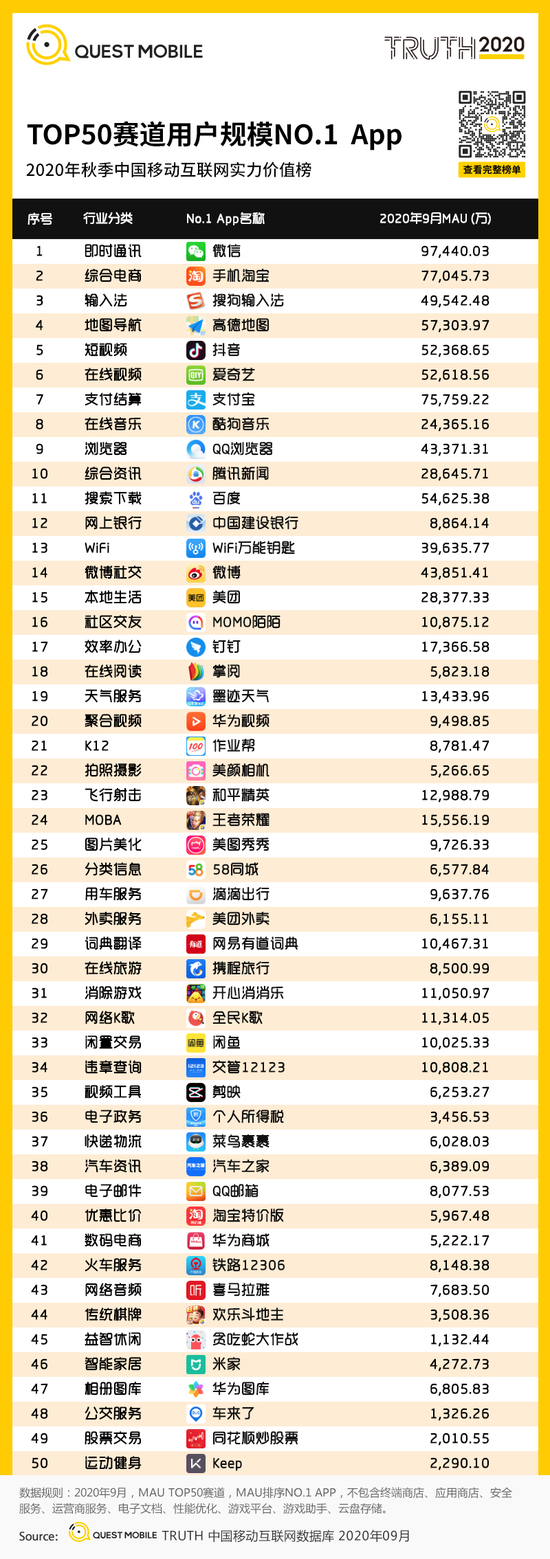 QUEST MOBILE
TRUTH 2020
TOP50赛道用户规模NO.1 App
2020年秋季中国移动互联网实力价值榜
查看完整榜单
序号 行业分类 No.1 App名称 2020年9月MAU (万)
1 即时通讯 微信 97,440.03
2 综合电商 手机淘宝 77,045.73
3 输入法 搜狗输入法 49,542.48
4 地图导航 高德地图 57,303.97
5 短视频 抖音 52,368.65
6 在线视频 爱奇艺 52,618.56
7 支付结算 支付宝 75,759.22
8 在线音乐 酷狗音乐 24,365.16
9 浏览器 QQ浏览器 43,371.31
10 综合资讯 腾讯新闻 28,645.71
11 搜索下载 百度 54,625.38
12 网上银行 中国建设银行 8,864.14
13 WiFi WiFi万能钥匙 39,635.77
14 微博社交 微博 43,851.41
15 本地生活 美团 28,377.33
16 社区交友 MOMO陌陌 10,875.12
17 效率办公 钉钉 17,366.58
18 在线阅读 掌阅 5,823.18
19 天气服务 墨迹天气 13,433.96
20 聚合视频 华为视频 9,498.85
21 K12 作业帮 8,781.47
22 拍照摄影 美颜相机 5,266.65
23 飞行射击 和平精英 12,988.79
24 MOBA 王者荣耀 15,556.19
25 图片美化 美图秀秀 9,726.33
26 分类信息 58同城 6,577.84
27 用车服务 滴滴出行 9,637.76
28 外卖服务 美团外卖 6,155.11
29 词典翻译 网易有道词典 10,467.31
30 在线旅游 携程旅行 8,500.99
31 消除游戏 开心消消乐 11,050.97
32 网络K歌 全民K歌 11,314.05
33 闲置交易 闲鱼 10,025.33
34 违章查询 交管12123 10,808.21
35 视频工具 剪映 6,253.27
36 电子政务 个人所得税 3,456.53
37 快递物流 菜鸟裹裹 6,028.03
38 汽车资讯 汽车之家 6,389.09
39 电子邮件 QQ邮箱 8,077.53
40 优惠比价 淘宝特价版 5,967.48
41 数码电商 华为商城 5,222.17
42 火车服务 铁路12306 8,148.38
43 网络音频 喜马拉雅 7,683.50
44 传统棋牌 欢乐斗地主 3,508.36
45 益智休闲 贪吃蛇大作战 1,132.44
46 智能家居 米家 4,272.73
47 相册图库 华为图库 6,805.83
48 公交服务 车来了 1,326.26
49 股票交易 同花顺炒股票 2,010.55
50 运动健身 Keep 2,290.10
数据规则：2020年9月，MAU TOP50赛道，MAU排序NO.1 APP，不包含终端商店、应用商店、安全
服务、运营商服务、电子文档、性能优化、游戏平台、游戏助手、云盘存储。
Source: QUEST MOBILE TRUTH 中国移动互联网数据库 2020年09月